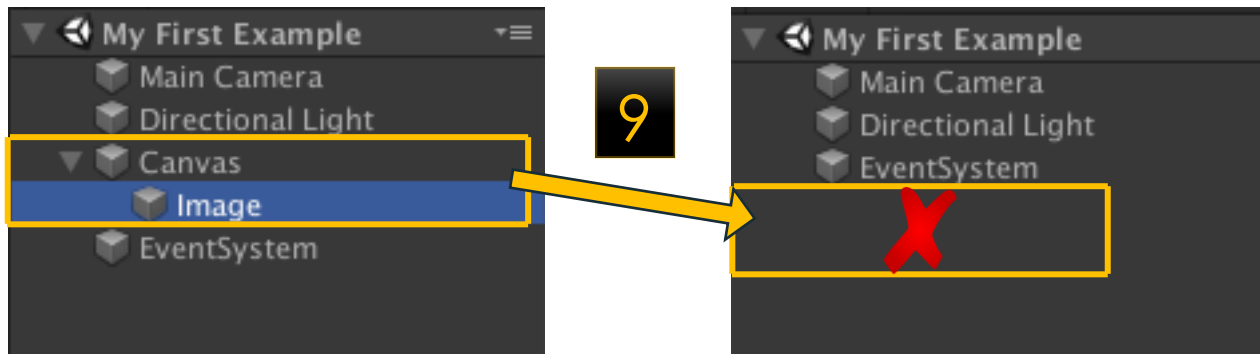 My First Example
Main Camera
Directional Light
Canvas
Image
EventSystem
9
My First Example
Main Camera
Directional Light
EventSystem